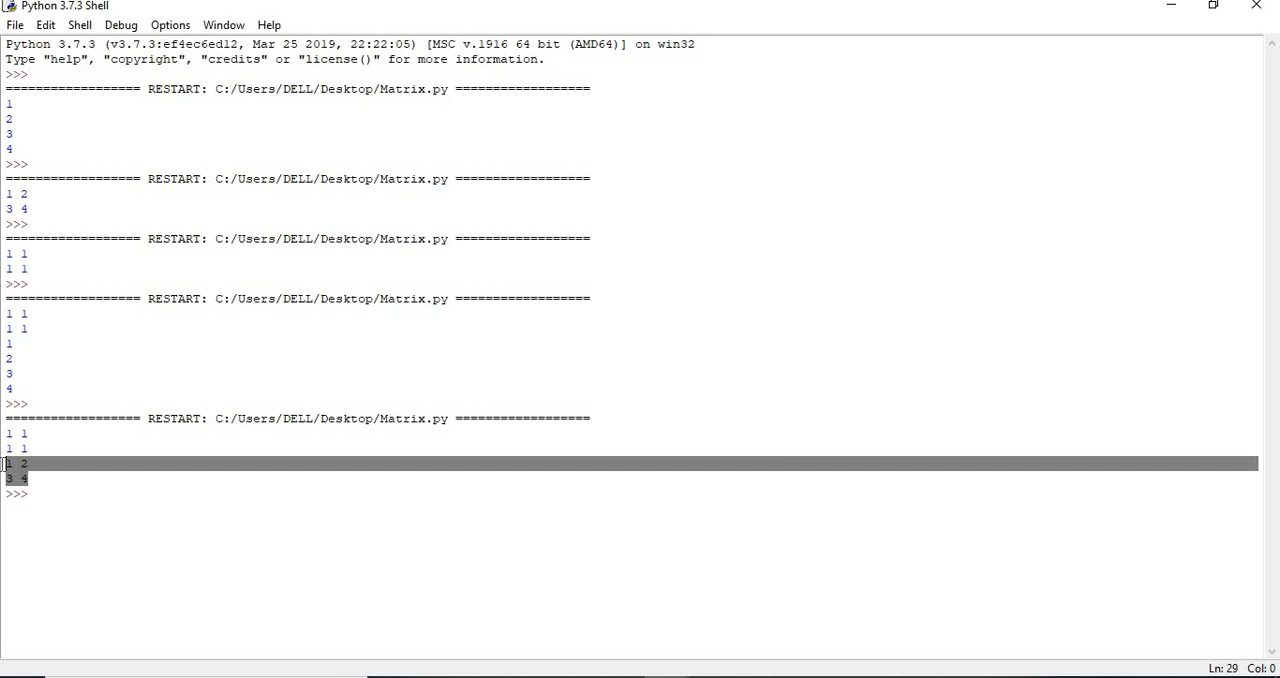 Python 3.7.3 Shell
File Edit Shell Debug Options Window Help
Python 3.7.3 (v3.7.3:ef4ec6ed12, Mar 25 2019, 22:22:05) [MSC v.1916 64 bit (AMD64)] on win32
Type "help", "copyright", "credits" or "license()" for more information.
>>>
================== RESTART: C:/Users/DELL/Desktop/Matrix.py ==================
1
2
3
4
>>>
================== RESTART: C:/Users/DELL/Desktop/Matrix.py ==================
1 2
3 4
>>>
================== RESTART: C:/Users/DELL/Desktop/Matrix.py ==================
1 1
1 1
>>>
================== RESTART: C:/Users/DELL/Desktop/Matrix.py ==================
1 1
1 1
1
2
3
4
>>>
================== RESTART: C:/Users/DELL/Desktop/Matrix.py ==================
1 1
1 1
1 2
3 4
>>>
Ln: 29 Col: 0